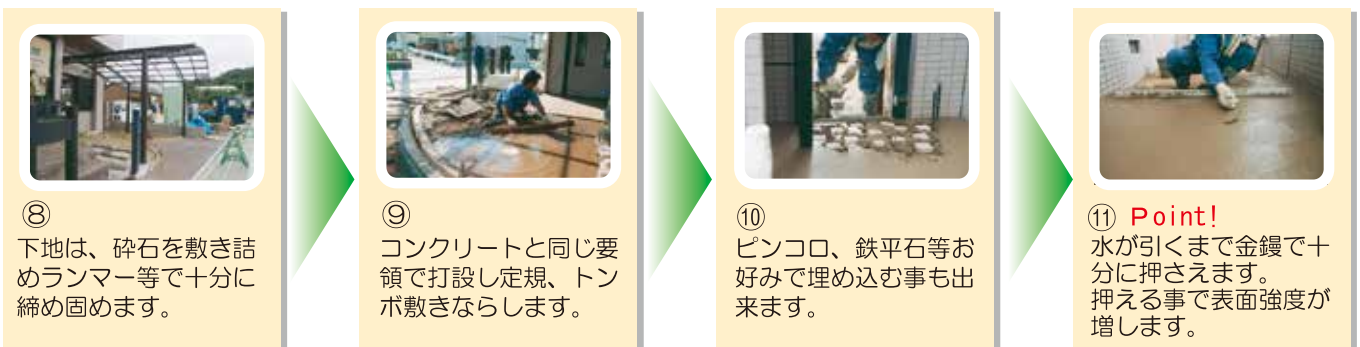 ⑧
下地は、砕石を敷き詰
めランマー等で十分に
締め固めます。
⑨
コンクリートと同じ要
領で打設し定規、トン
ボ敷きならします。
⑩
ピンコロ、鉄平石等お
好みで埋め込む事も出
来ます。
⑪ Point!
水が引くまで金鏝で十
分に押さえます。
押える事で表面強度が
増します。